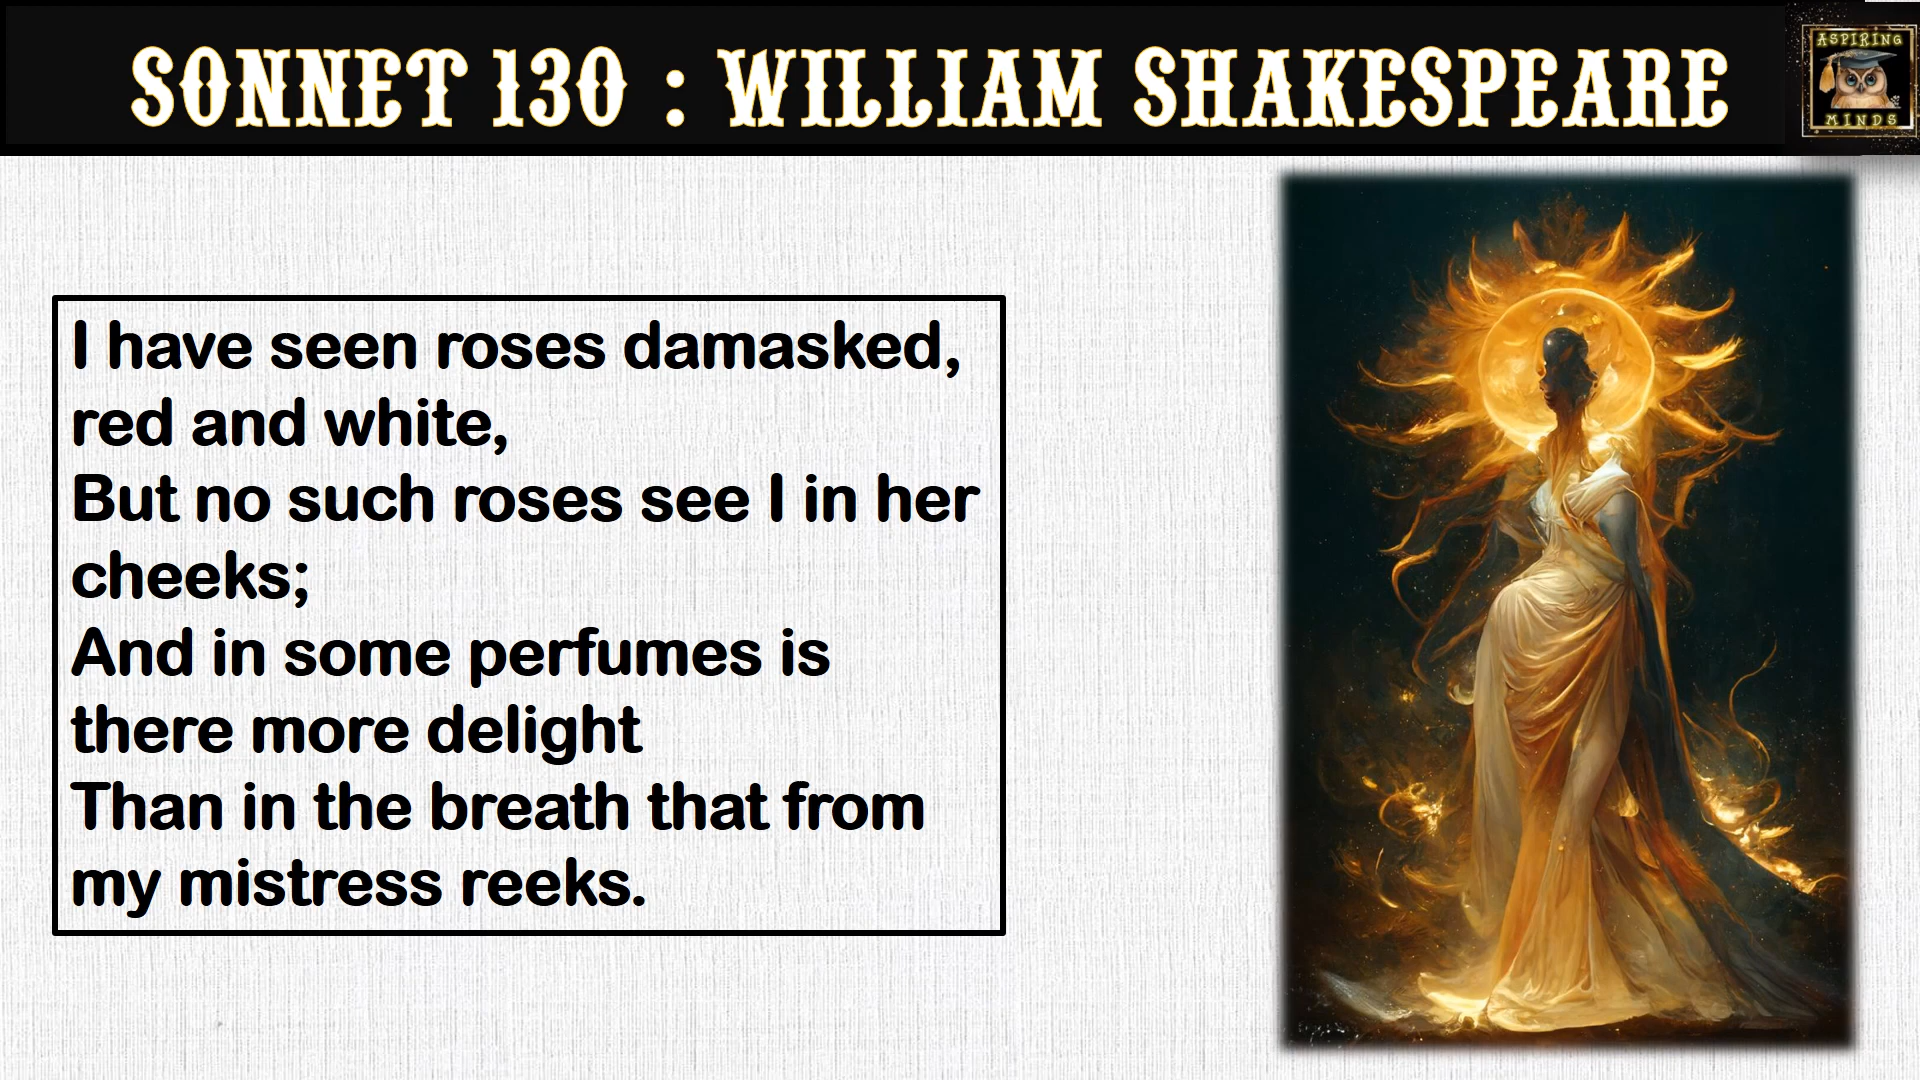 SONNET 130 : WILLIAM SHAKESPEARE
ASPIRING
MINDS
I have seen roses damasked,
red and white,
But no such roses see I in her
cheeks;
And in some perfumes is
there more delight
Than in the breath that from
my mistress reeks.